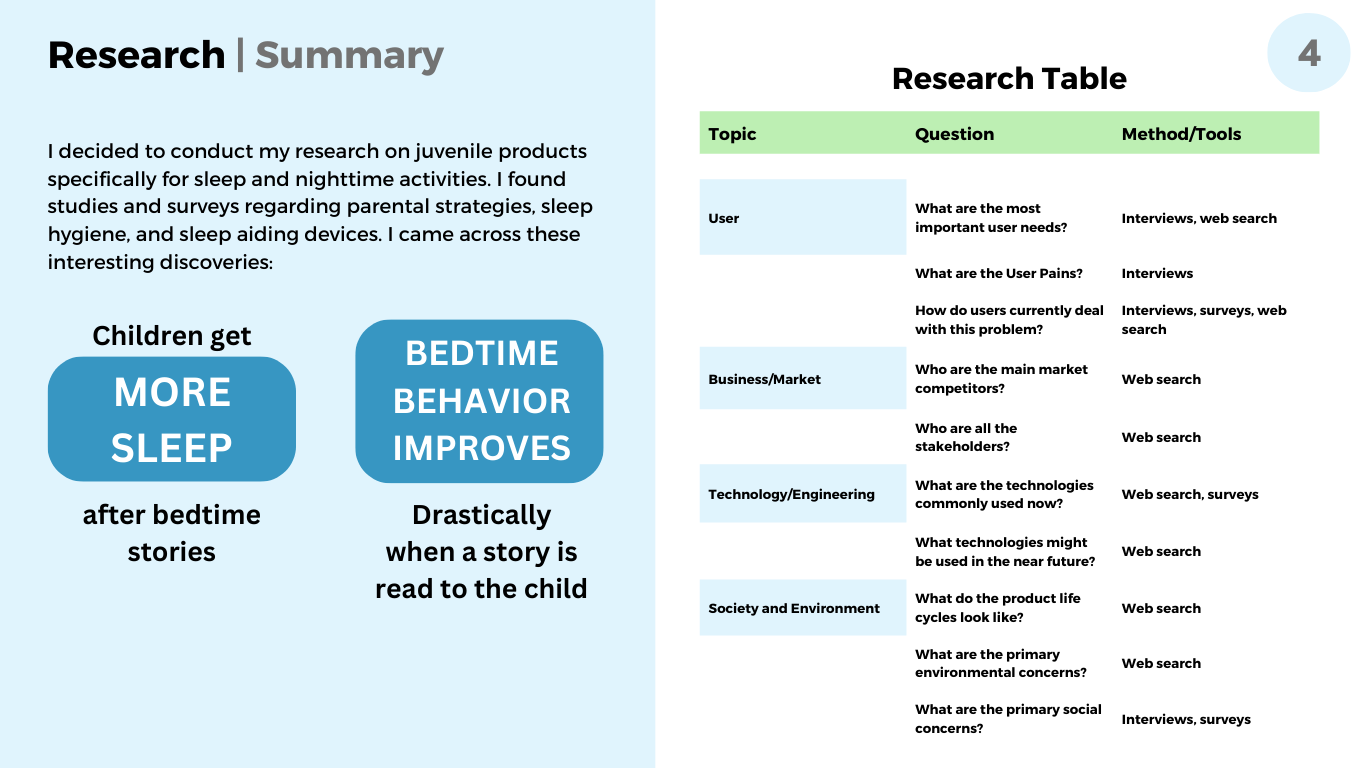 Research | Summary
I decided to conduct my research on juvenile products
specifically for sleep and nighttime activities. I found
studies and surveys regarding parental strategies, sleep
hygiene, and sleep aiding devices. I came across these
interesting discoveries:
Children get
MORE
SLEEP
after bedtime
stories
BEDTIME
BEHAVIOR
IMPROVES
Drastically
when a story is
read to the child
4
Research Table
Topic Question Method/Tools
User What are the most
important user needs? Interviews, web search
What are the User Pains? Interviews
How do users currently deal
with this problem? Interviews, surveys, web
search
Business/Market Who are the main market
competitors? Web search
Who are all the
stakeholders? Web search
Technology/Engineering What are the technologies
commonly used now? Web search, surveys
What technologies might
be used in the near future? Web search
Society and Environment What do the product life
cycles look like? Web search
What are the primary
environmental concerns? Web search
What are the primary social
concerns? Interviews, surveys